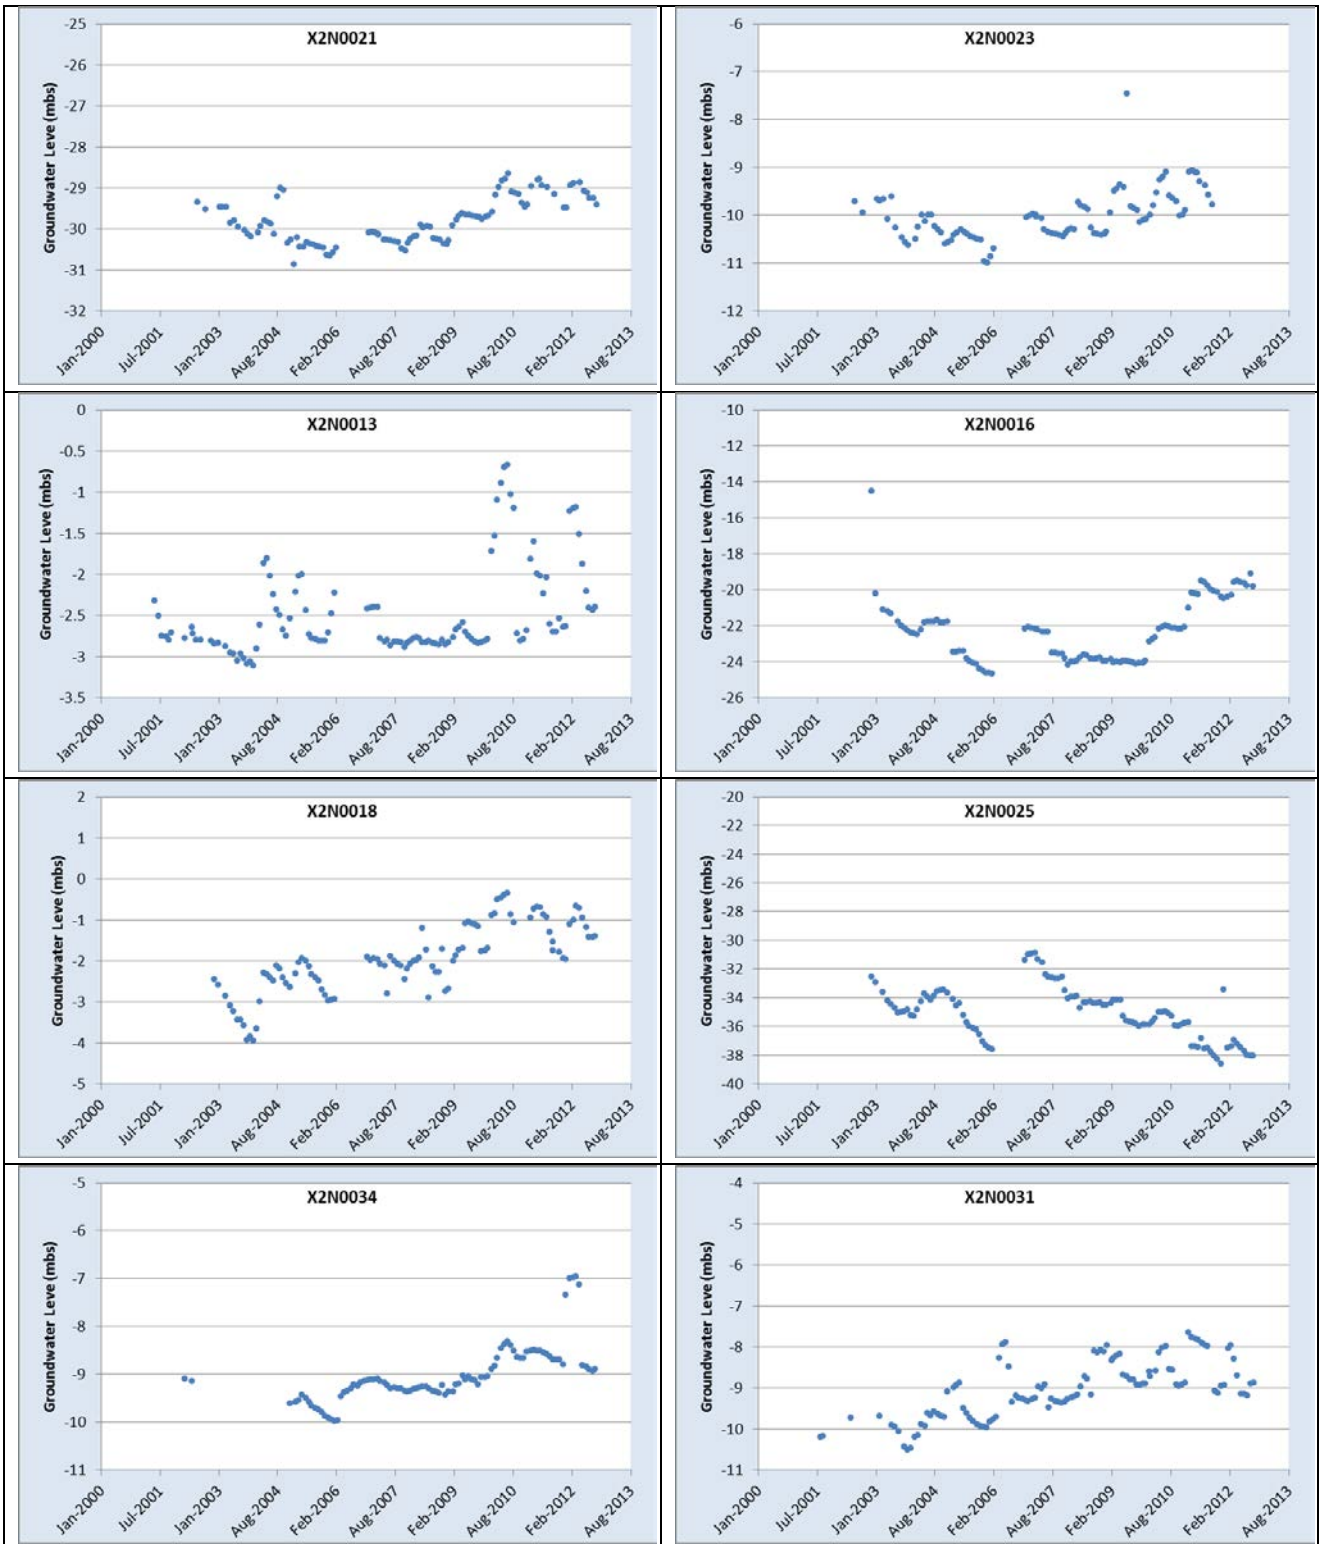 X2N0021
Groundwater Leve (mbs)
-25
-26
-27
-28
-29
-30
-31
-32
Jan-2000
Jul-2001
Jan-2003
Aug-2004
Feb-2006
Aug-2007
Feb-2009
Aug-2010
Feb-2012
Aug-2013
X2N0023
Groundwater Leve (mbs)
-6
-7
-8
-9
-10
-11
-12
Jan-2000
Jul-2001
Jan-2003
Aug-2004
Feb-2006
Aug-2007
Feb-2009
Aug-2010
Feb-2012
Aug-2013
X2N0013
Groundwater Leve (mbs)
0
-0.5
-1
-1.5
-2
-2.5
-3
-3.5
Jan-2000
Jul-2001
Jan-2003
Aug-2004
Feb-2006
Aug-2007
Feb-2009
Aug-2010
Feb-2012
Aug-2013
X2N0016
Groundwater Leve (mbs)
-10
-12
-14
-16
-18
-20
-22
-24
-26
Jan-2000
Jul-2001
Jan-2003
Aug-2004
Feb-2006
Aug-2007
Feb-2009
Aug-2010
Feb-2012
Aug-2013
X2N0018
Groundwater Leve (mbs)
2
1
0
-1
-2
-3
-4
-5
Jan-2000
Jul-2001
Jan-2003
Aug-2004
Feb-2006
Aug-2007
Feb-2009
Aug-2010
Feb-2012
Aug-2013
X2N0025
Groundwater Leve (mbs)
-20
-22
-24
-26
-28
-30
-32
-34
-36
-38
-40
Jan-2000
Jul-2001
Jan-2003
Aug-2004
Feb-2006
Aug-2007
Feb-2009
Aug-2010
Feb-2012
Aug-2013
X2N0034
Groundwater Leve (mbs)
-5
-6
-7
-8
-9
-10
-11
Jan-2000
Jul-2001
Jan-2003
Aug-2004
Feb-2006
Aug-2007
Feb-2009
Aug-2010
Feb-2012
Aug-2013
X2N0031
Groundwater Leve (mbs)
-4
-5
-6
-7
-8
-9
-10
-11
Jan-2000
Jul-2001
Jan-2003
Aug-2004
Feb-2006
Aug-2007
Feb-2009
Aug-2010
Feb-2012
Aug-2013